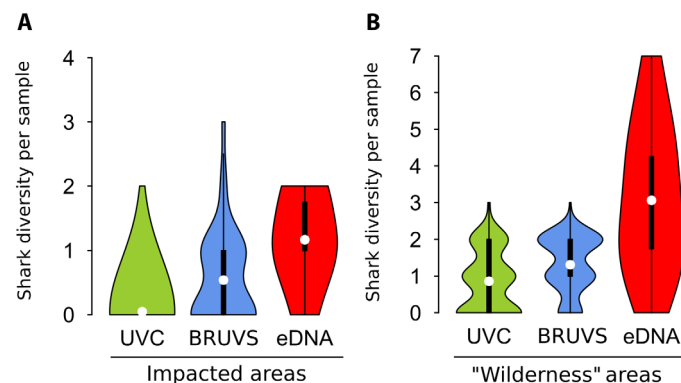 A
Shark diversity per sample
4
3
2
1
0
UVC BRUVS eDNA
Impacted areas
B
Shark diversity per sample
7
6
5
4
3
2
1
0
UVC BRUVS eDNA
"Wilderness" areas